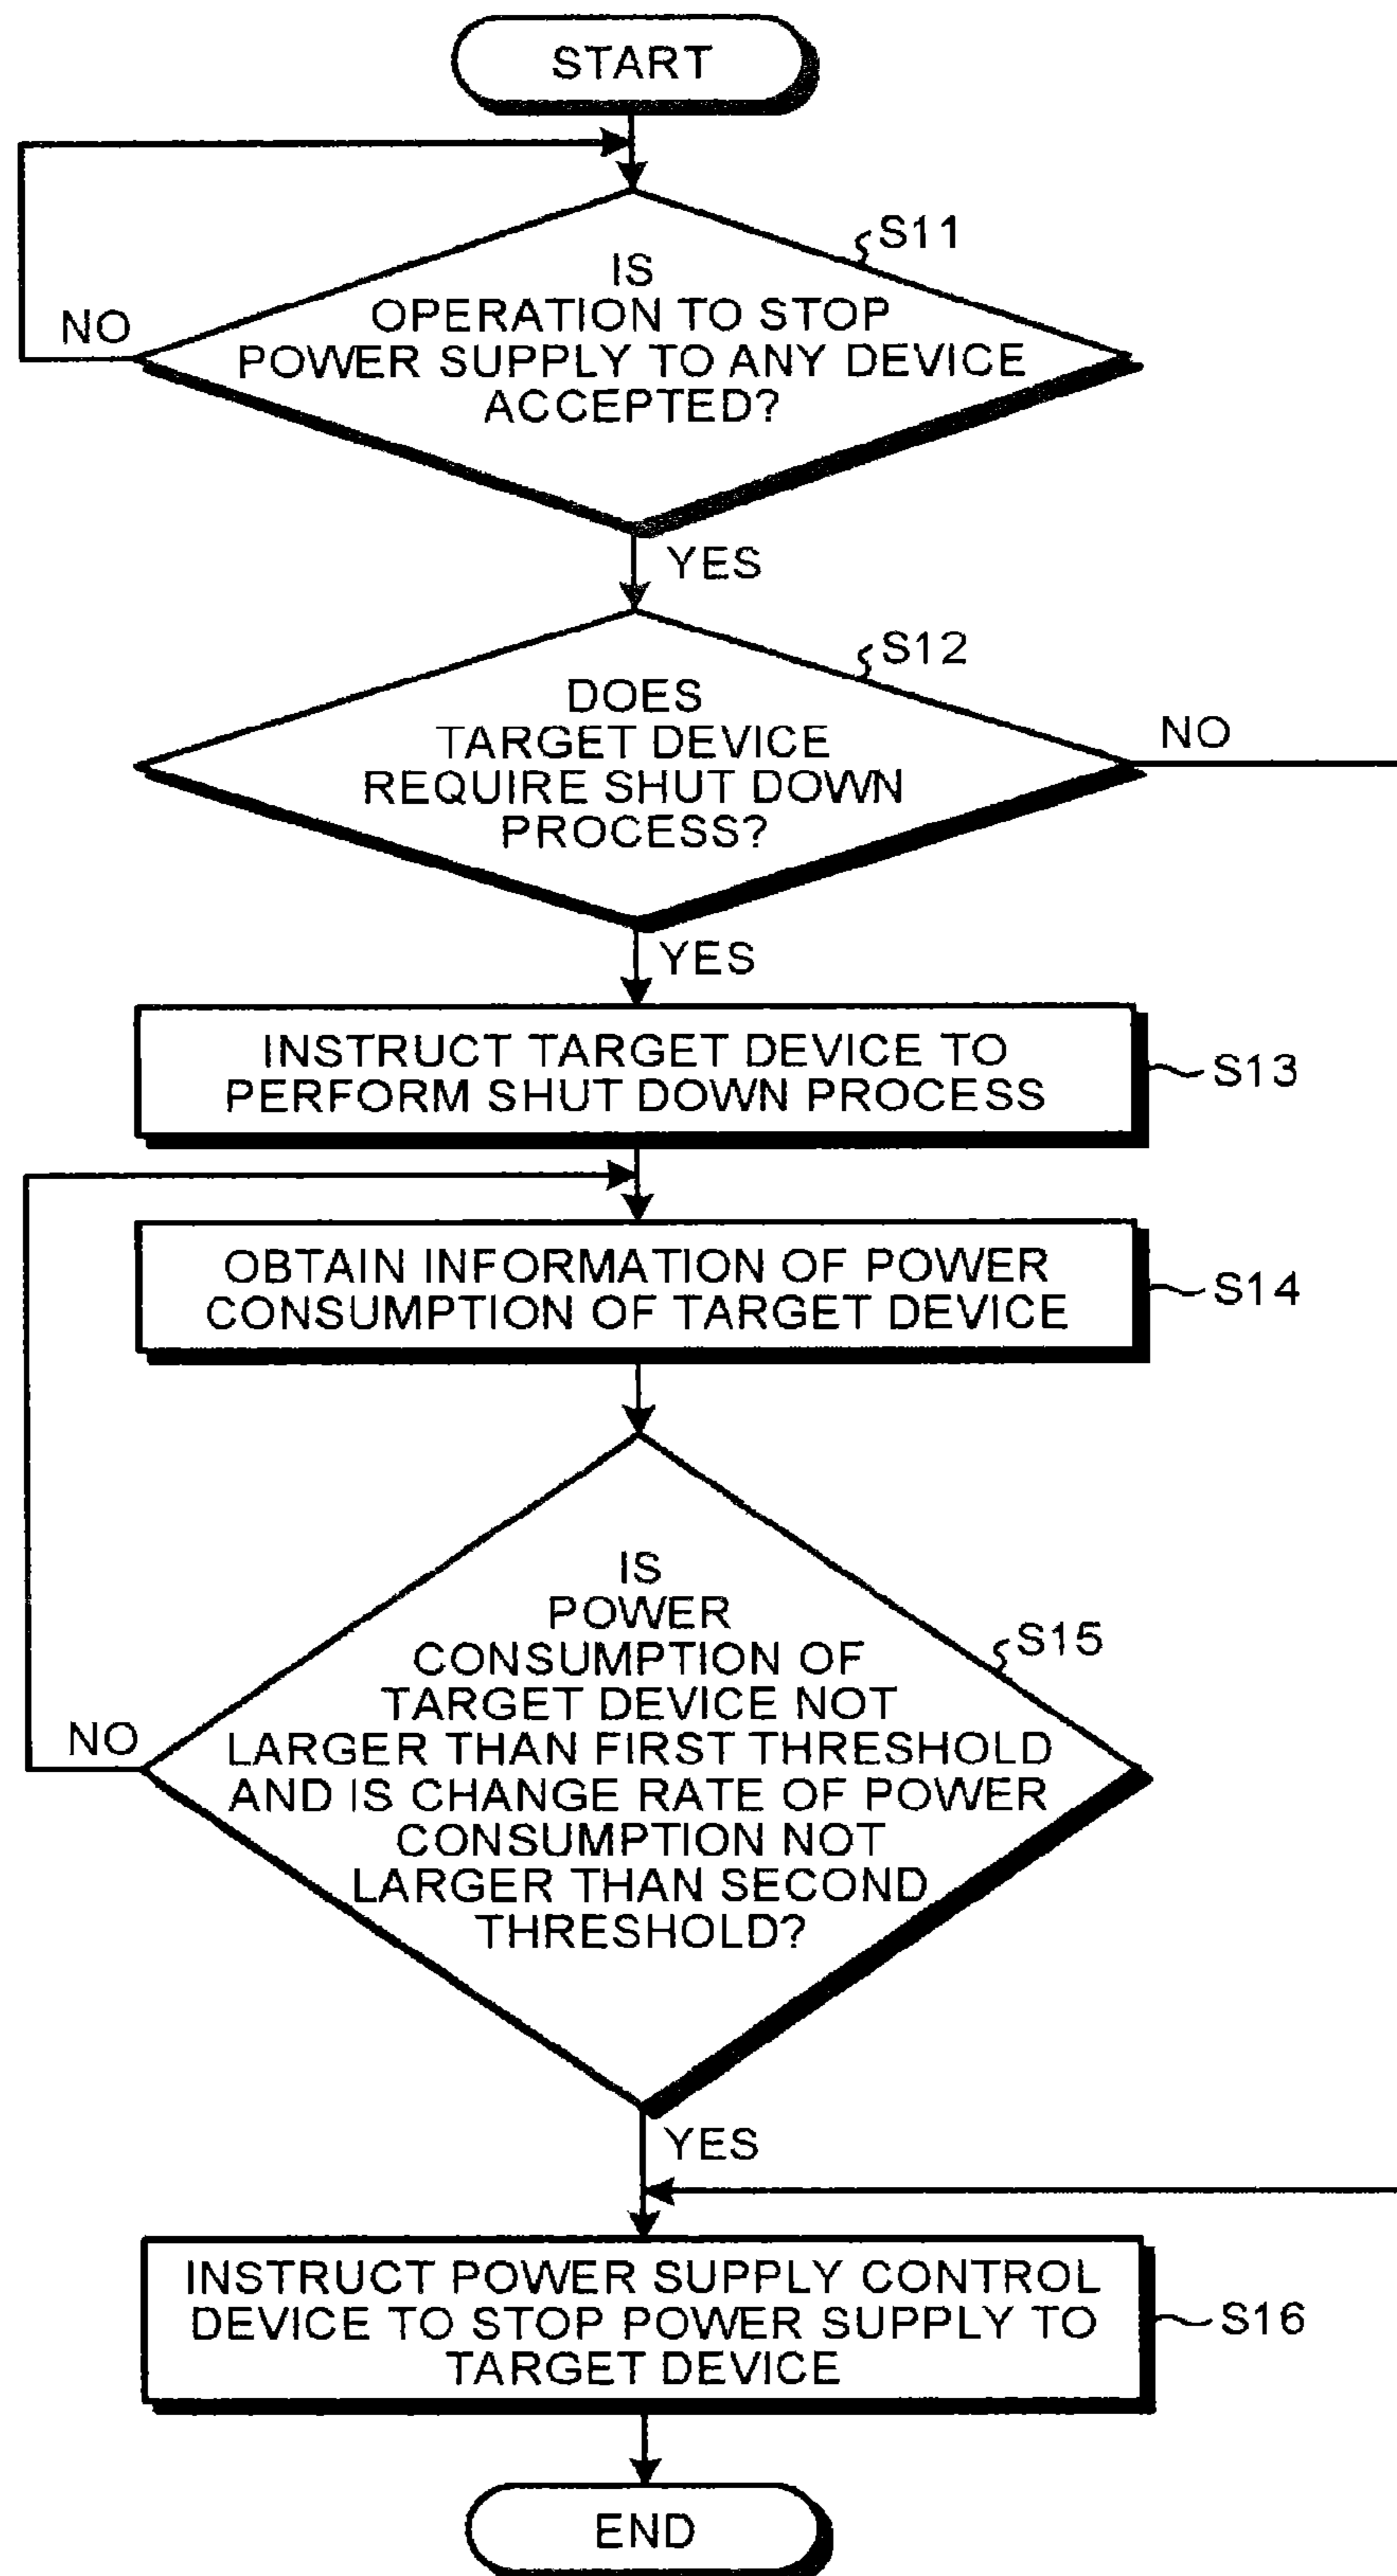 START
S11
IS
OPERATION TO STOP
POWER SUPPLY TO ANY DEVICE
ACCEPTED?
NO
YES
S12
DOES
TARGET DEVICE
REQUIRE SHUT DOWN
PROCESS?
NO
YES
INSTRUCT TARGET DEVICE TO
PERFORM SHUT DOWN PROCESS
S13
OBTAIN INFORMATION OF POWER
CONSUMPTION OF TARGET DEVICE
S14
IS
POWER
CONSUMPTION OF
TARGET DEVICE NOT
LARGER THAN FIRST THRESHOLD
AND IS CHANGE RATE OF POWER
CONSUMPTION NOT
LARGER THAN SECOND
THRESHOLD?
S15
NO
YES
INSTRUCT POWER SUPPLY CONTROL
DEVICE TO STOP POWER SUPPLY TO
TARGET DEVICE
S16
END